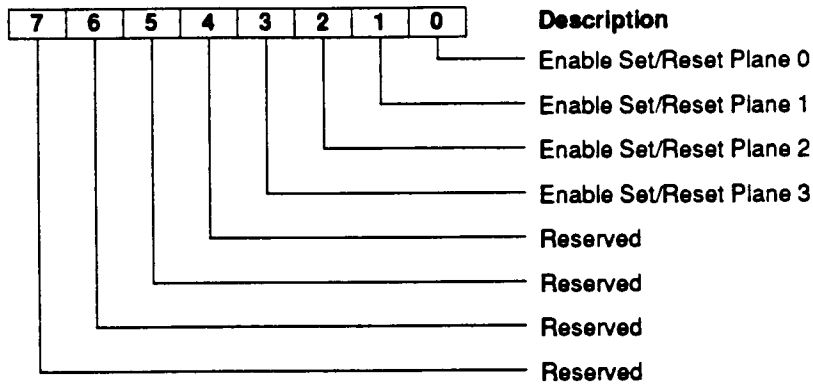 7 6 5 4 3 2 1 0 Description
Enable Set/Reset Plane 0
Enable Set/Reset Plane 1
Enable Set/Reset Plane 2
Enable Set/Reset Plane 3
Reserved
Reserved
Reserved
Reserved